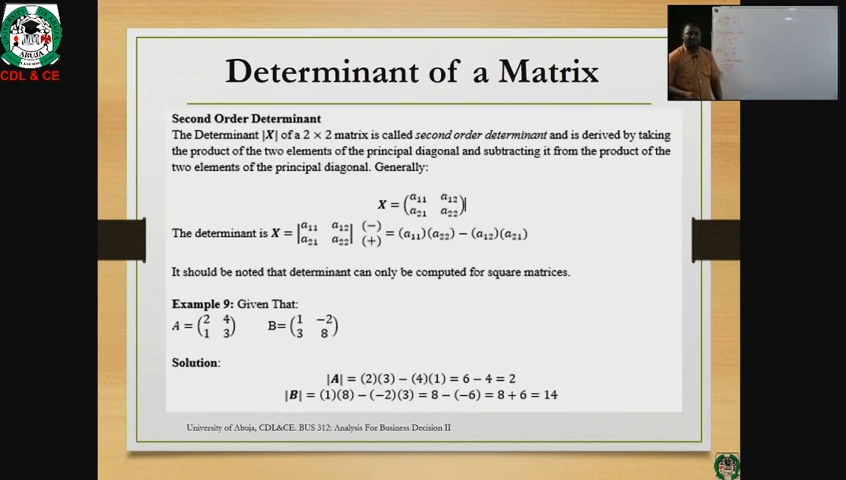 ABUJA
CDL & CE
Determinant of a Matrix
Second Order Determinant
The Determinant |X| of a 2 × 2 matrix is called second order determinant and is derived by taking
the product of the two elements of the principal diagonal and subtracting it from the product of the
two elements of the principal diagonal. Generally:
X = (a₁₁ a₁₂
a₂₁ a₂₂)
The determinant is X = |a₁₁ a₁₂| (−)
|a₂₁ a₂₂| (+) = (a₁₁)(a₂₂) − (a₁₂)(a₂₁)
It should be noted that determinant can only be computed for square matrices.
Example 9: Given That:
A = (2 4
1 3) B= (1 −2
3 8)
Solution:
|A| = (2)(3) − (4)(1) = 6 − 4 = 2
|B| = (1)(8) − (−2)(3) = 8 − (−6) = 8 + 6 = 14
University of Abuja, CDL&CE. BUS 312: Analysis For Business Decision II